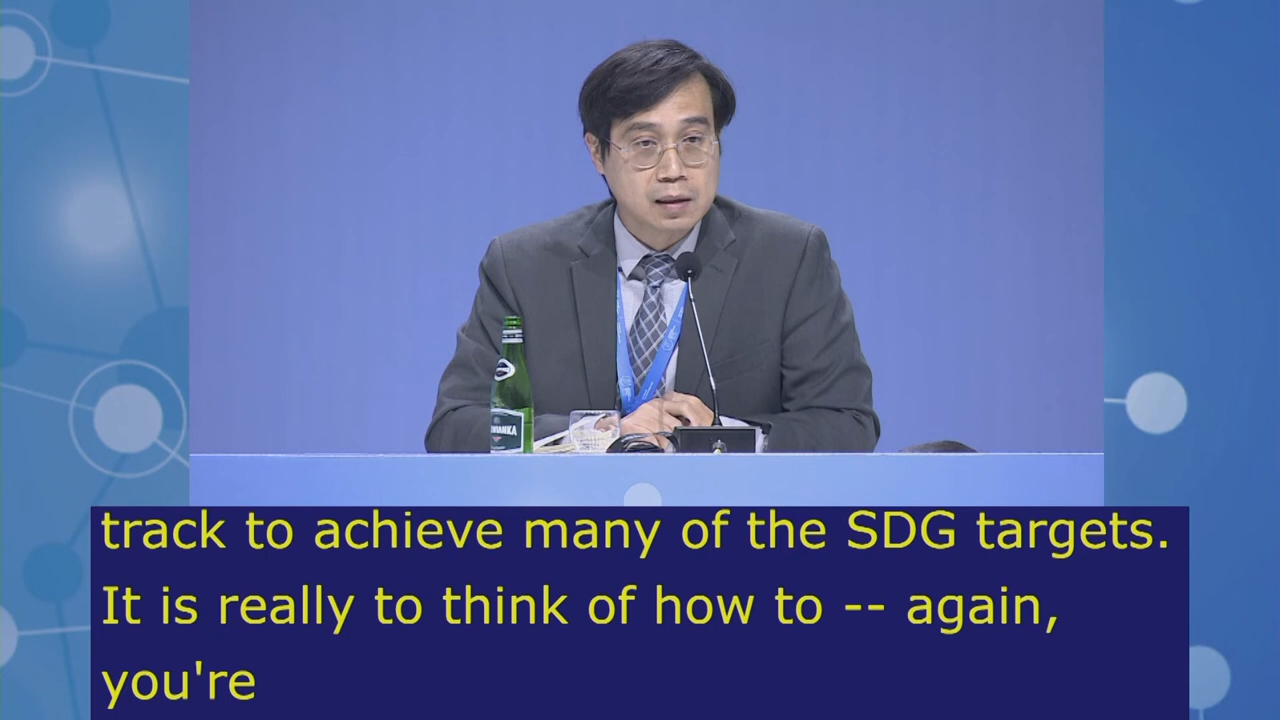 track to achieve many of the SDG targets.
It is really to think of how to -- again,
you're